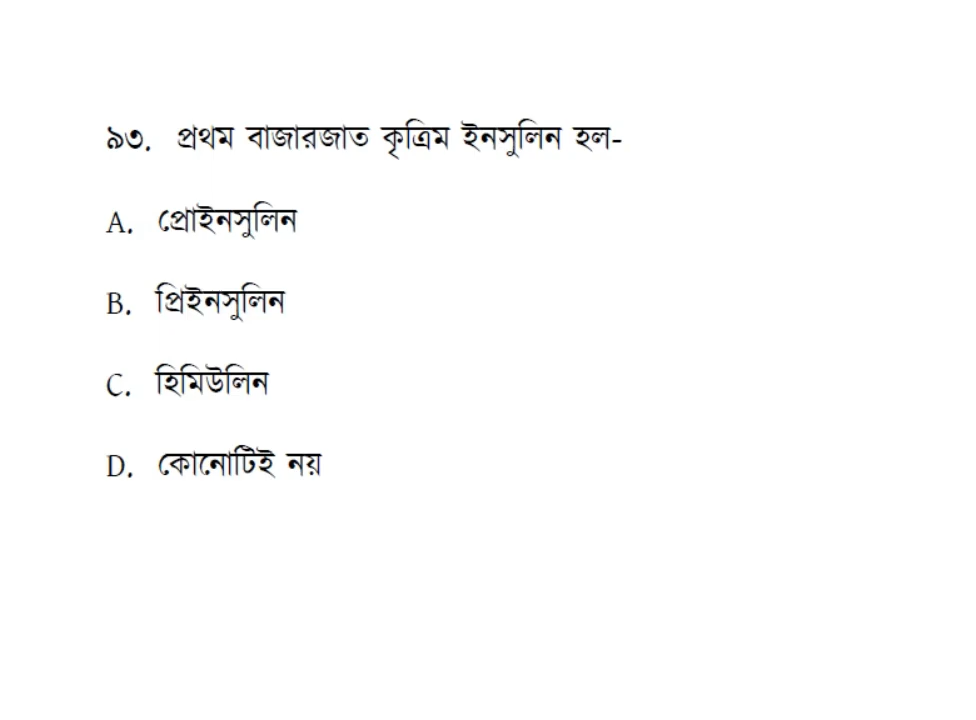 ৯৩. প্রথম বাজারজাত কৃত্রিম ইনসুলিন হল-
A. প্রোইনসুলিন
B. প্রিইনসুলিন
C. হিমিউলিন
D. কোনোটিই নয়